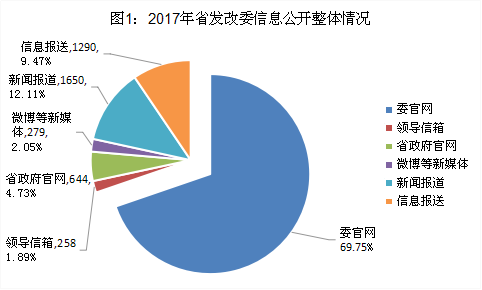 图1：2017年省发改委信息公开整体情况
信息报送,1290,
9.47%
新闻报道,1650,
12.11%
微博等新媒
体,279,
2.05%
省政府官网,644,
4.73%
领导信箱,258
1.89%
委官网
69.75%
委官网
领导信箱
省政府官网
微博等新媒体
新闻报道
信息报送